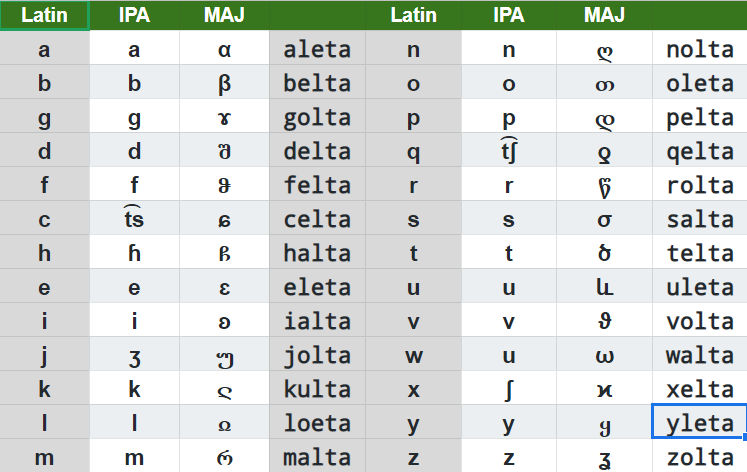 Latin IPA MAJ Latin IPA MAJ
a a α aleta n n ღ nolta
b b β belta o o თ oleta
g g ɤ golta p p დ pelta
d d შ delta q t͡ʃ qelta
f f felta r r წ rolta
c t͡s celta s s σ salta
h ɦ ჩ halta t t telta
e e ε eleta u u և uleta
i i ialta v v ϑ volta
j ʒ jolta w u ω walta
k k ლ kulta x ʃ ϰ xelta
l l loeta y y ყ yleta
m m რ malta z z ʓ zolta